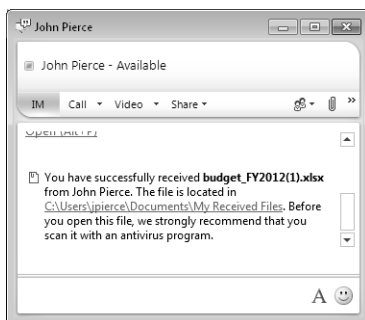 John Pierce
John Pierce - Available
IM Call Video Share
Open (Alt+P)
You have successfully received budget_FY2012(1).xlsx
from John Pierce. The file is located in
C:\Users\jpierce\Documents\My Received Files. Before
you open this file, we strongly recommend that you
scan it with an antivirus program.
A